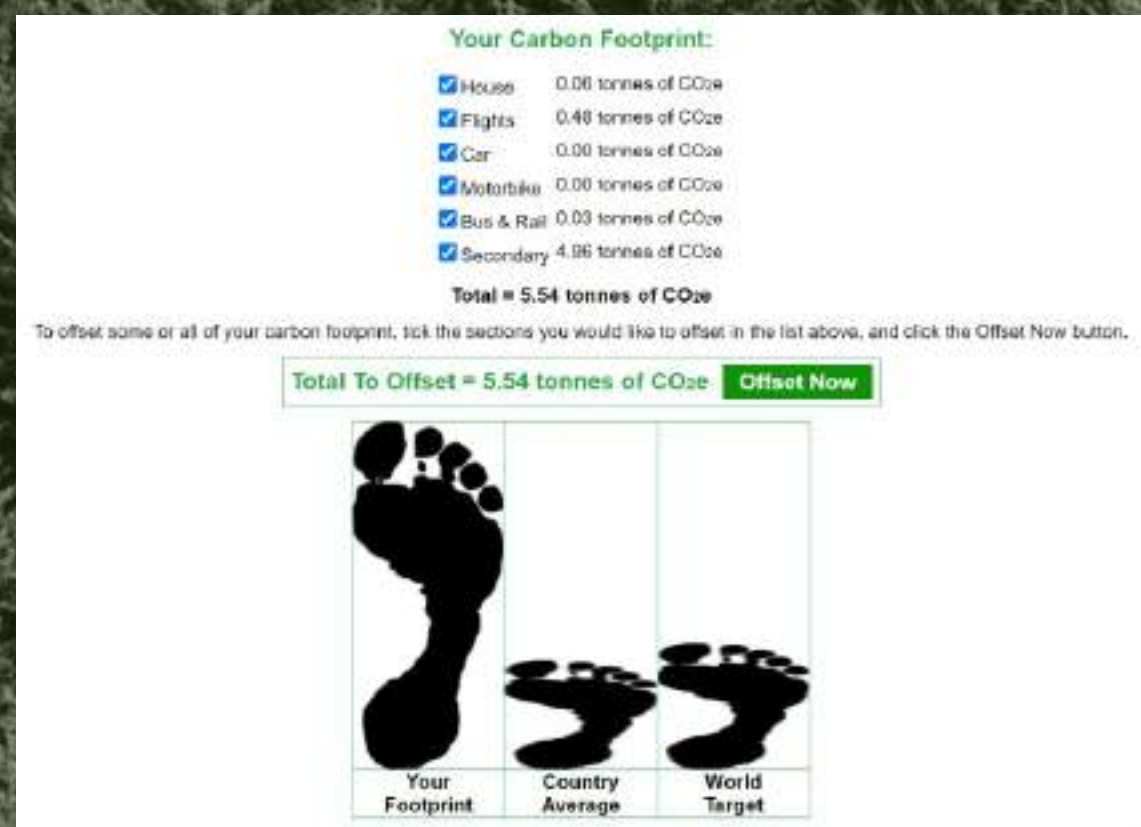 Your Carbon Footprint:
House 0.06 tonnes of CO2e
Flights 0.48 tonnes of CO2e
Car 0.00 tonnes of CO2e
Motorbike 0.00 tonnes of CO2e
Bus & Rail 0.03 tonnes of CO2e
Secondary 4.96 tonnes of CO2e
Total = 5.54 tonnes of CO2e
To offset some or all of your carbon footprint, tick the sections you would like to offset in the list above, and click the Offset Now button.
Total To Offset = 5.54 tonnes of CO2e Offset Now
Your Country World
Footprint Average Target